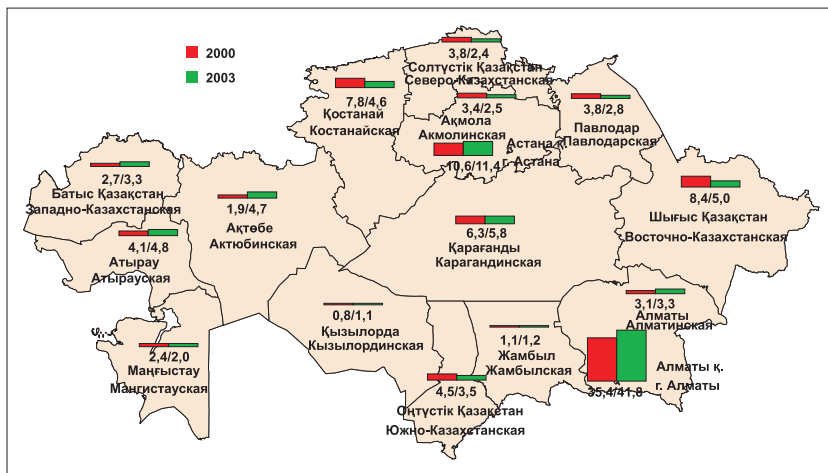 2000
2003
3,8/2,4
Солтүстік Қазақстан
Северо-Казахстанская
7,8/4,6
Қостанай
Костанайская
3,4/2,5
Ақмола
Акмолинская
3,8/2,8
Павлодар
Павлодарская
Астана қ.
г. Астана
10,6/11,4
2,7/3,3
Батыс Қазақстан
Западно-Казахстанская
1,9/4,7
Ақтөбе
Актюбинская
8,4/5,0
Шығыс Қазақстан
Восточно-Казахстанская
4,1/4,8
Атырау
Атырауская
6,3/5,8
Қарағанды
Карагандинская
3,1/3,3
Алматы
Алматинская
0,8/1,1
Қызылорда
Кызылординская
1,1/1,2
Жамбыл
Жамбылская
2,4/2,0
Маңғыстау
Мангистауская
Алматы қ.
г. Алматы
35,4/41,8
4,5/3,5
Оңтүстік Қазақстан
Южно-Казахстанская